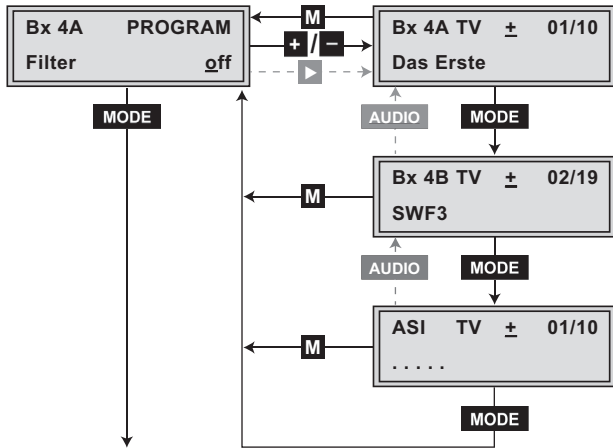 Bx 4A PROGRAM
Filter off
M
+ / −
Bx 4A TV ± 01/10
Das Erste
MODE
AUDIO
MODE
Bx 4B TV ± 02/19
SWF3
M
AUDIO
MODE
ASI TV ± 01/10
. . . . .
M
MODE